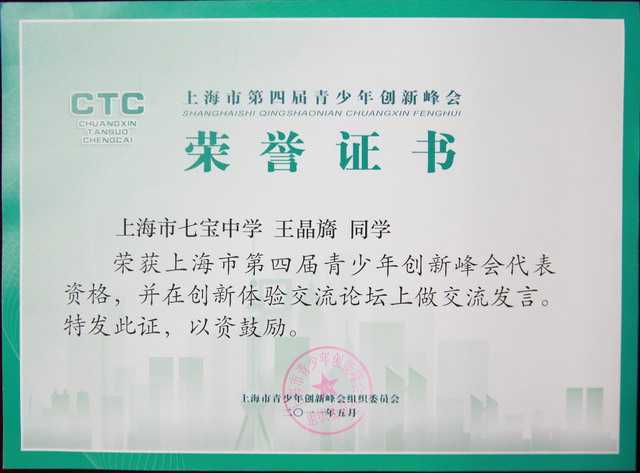 CTC
CHUANGXIN
TANSUO
CHENGCAI
上海市第四届青少年创新峰会
SHANGHAISHI QINGSHAONIAN CHUANGXIN FENGHUI
荣誉证书
上海市七宝中学 王晶旖 同学
荣获上海市第四届青少年创新峰会代表
资格，并在创新体验交流论坛上做交流发言。
特发此证，以资鼓励。
上海市青少年创新峰会组织委员会
二〇一一年五月